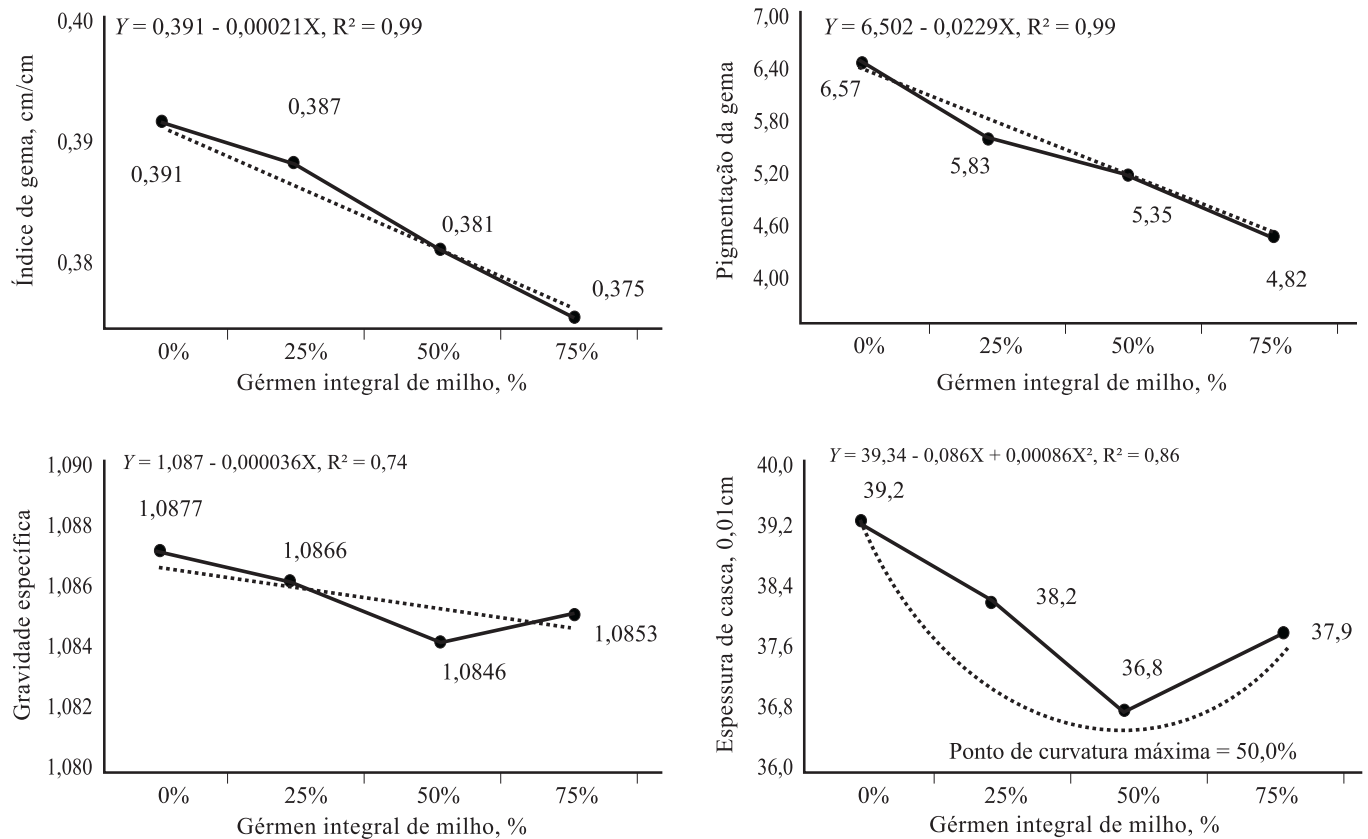 Y = 0,391 - 0,00021X, R² = 0,99
Índice de gema, cm/cm
0,40
0,39
0,38
0,391
0,387
0,381
0,375
0% 25% 50% 75%
Gérmen integral de milho, %
Y = 6,502 - 0,0229X, R² = 0,99
Pigmentação da gema
7,00
6,40
5,80
5,20
4,60
4,00
6,57
5,83
5,35
4,82
0% 25% 50% 75%
Gérmen integral de milho, %
Y = 1,087 - 0,000036X, R² = 0,74
Gravidade específica
1,090
1,088
1,086
1,084
1,082
1,080
1,0877
1,0866
1,0846
1,0853
0% 25% 50% 75%
Gérmen integral de milho, %
Y = 39,34 - 0,086X + 0,00086X², R² = 0,86
Espessura de casca, 0,01cm
40,0
39,2
38,4
37,6
36,8
36,0
39,2
38,2
36,8
37,9
Ponto de curvatura máxima = 50,0%
0% 25% 50% 75%
Gérmen integral de milho, %